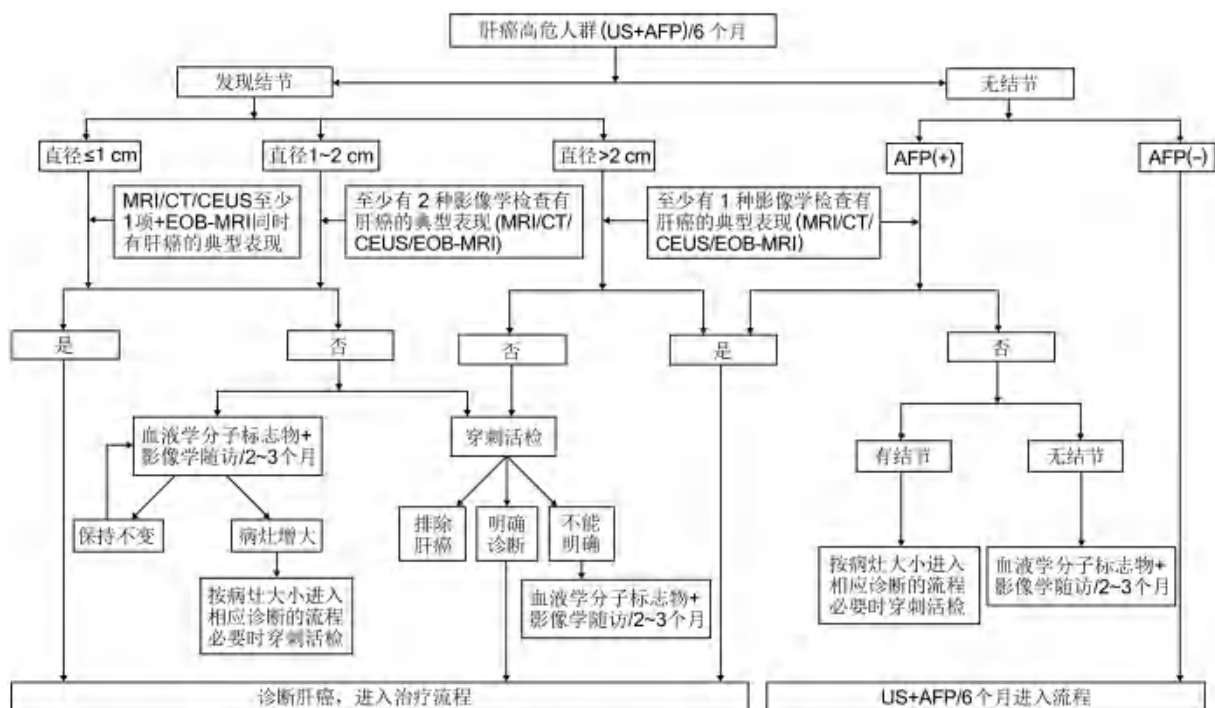 肝癌高危人群(US+AFP)/6 个月
发现结节
无结节
直径≤1 cm
直径1~2 cm
直径>2 cm
AFP(+)
AFP(−)
MRI/CT/CEUS至少
1项+EOB-MRI同时
有肝癌的典型表现
至少有 2 种影像学检查有
肝癌的典型表现(MRI/CT/
CEUS/EOB-MRI)
至少有 1 种影像学检查有
肝癌的典型表现(MRI/CT/
CEUS/EOB-MRI)
是
否
否
是
否
血液学分子标志物+
影像学随访/2~3个月
穿刺活检
有结节
无结节
保持不变
病灶增大
排除
肝癌
明确
诊断
不能
明确
按病灶大小进入
相应诊断的流程
必要时穿刺活检
血液学分子标志物+
影像学随访/2~3个月
按病灶大小进入
相应诊断的流程
必要时穿刺活检
血液学分子标志物+
影像学随访/2~3个月
诊断肝癌，进入治疗流程
US+AFP/6个月进入流程